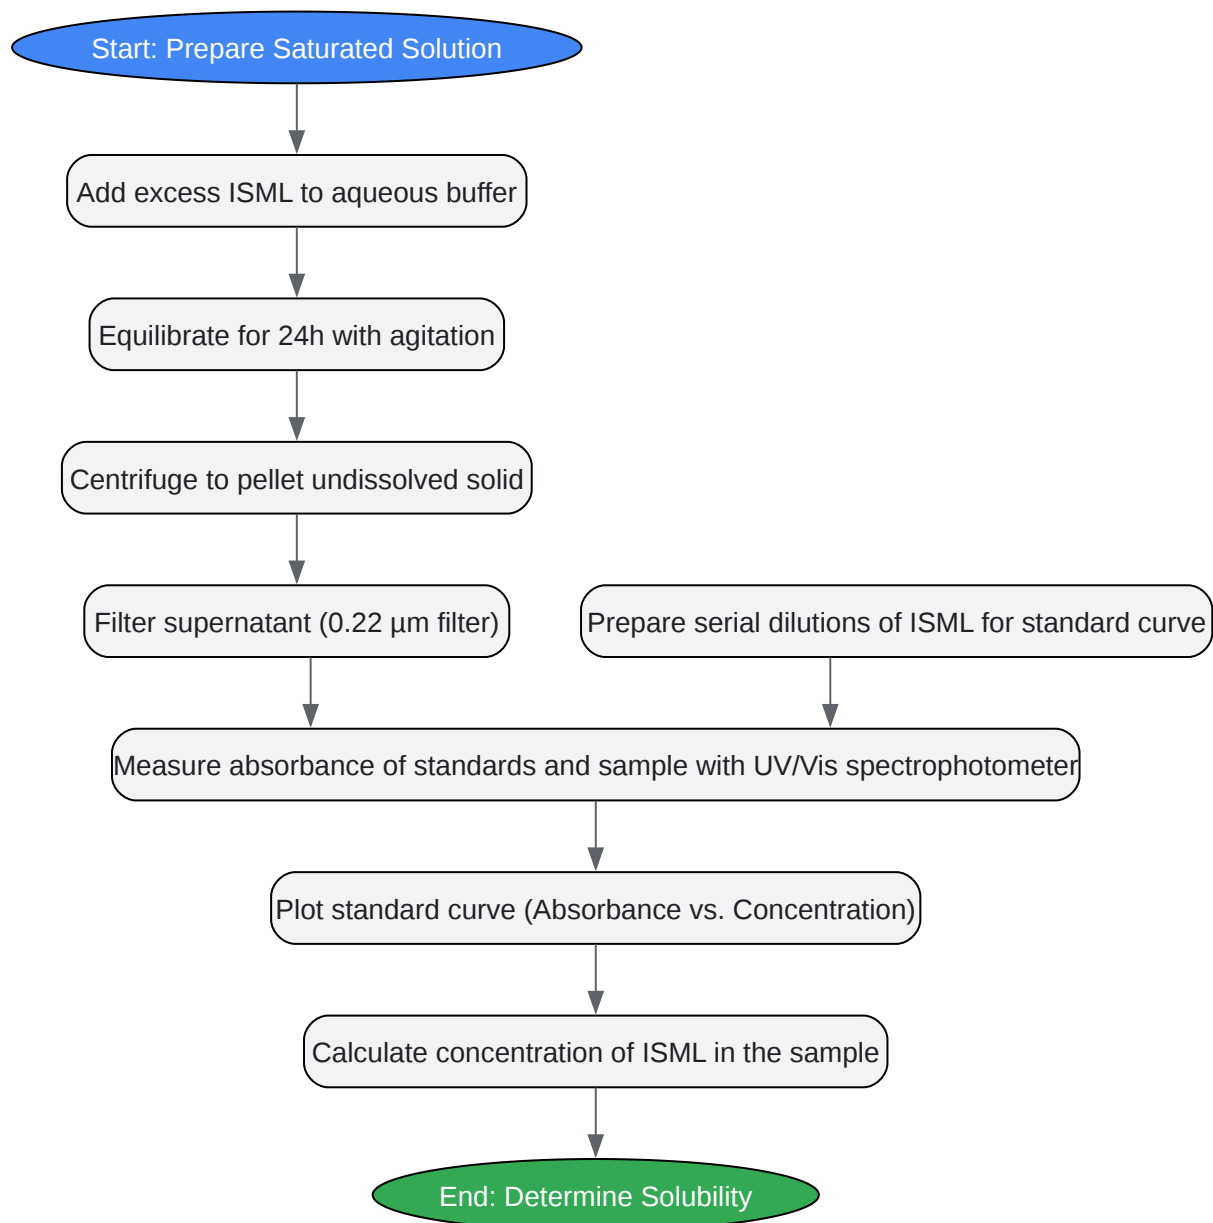 Start: Prepare Saturated Solution
Add excess ISML to aqueous buffer
Equilibrate for 24h with agitation
Centrifuge to pellet undissolved solid
Filter supernatant (0.22 µm filter)
Prepare serial dilutions of ISML for standard curve
Measure absorbance of standards and sample with UV/Vis spectrophotometer
Plot standard curve (Absorbance vs. Concentration)
Calculate concentration of ISML in the sample
End: Determine Solubility